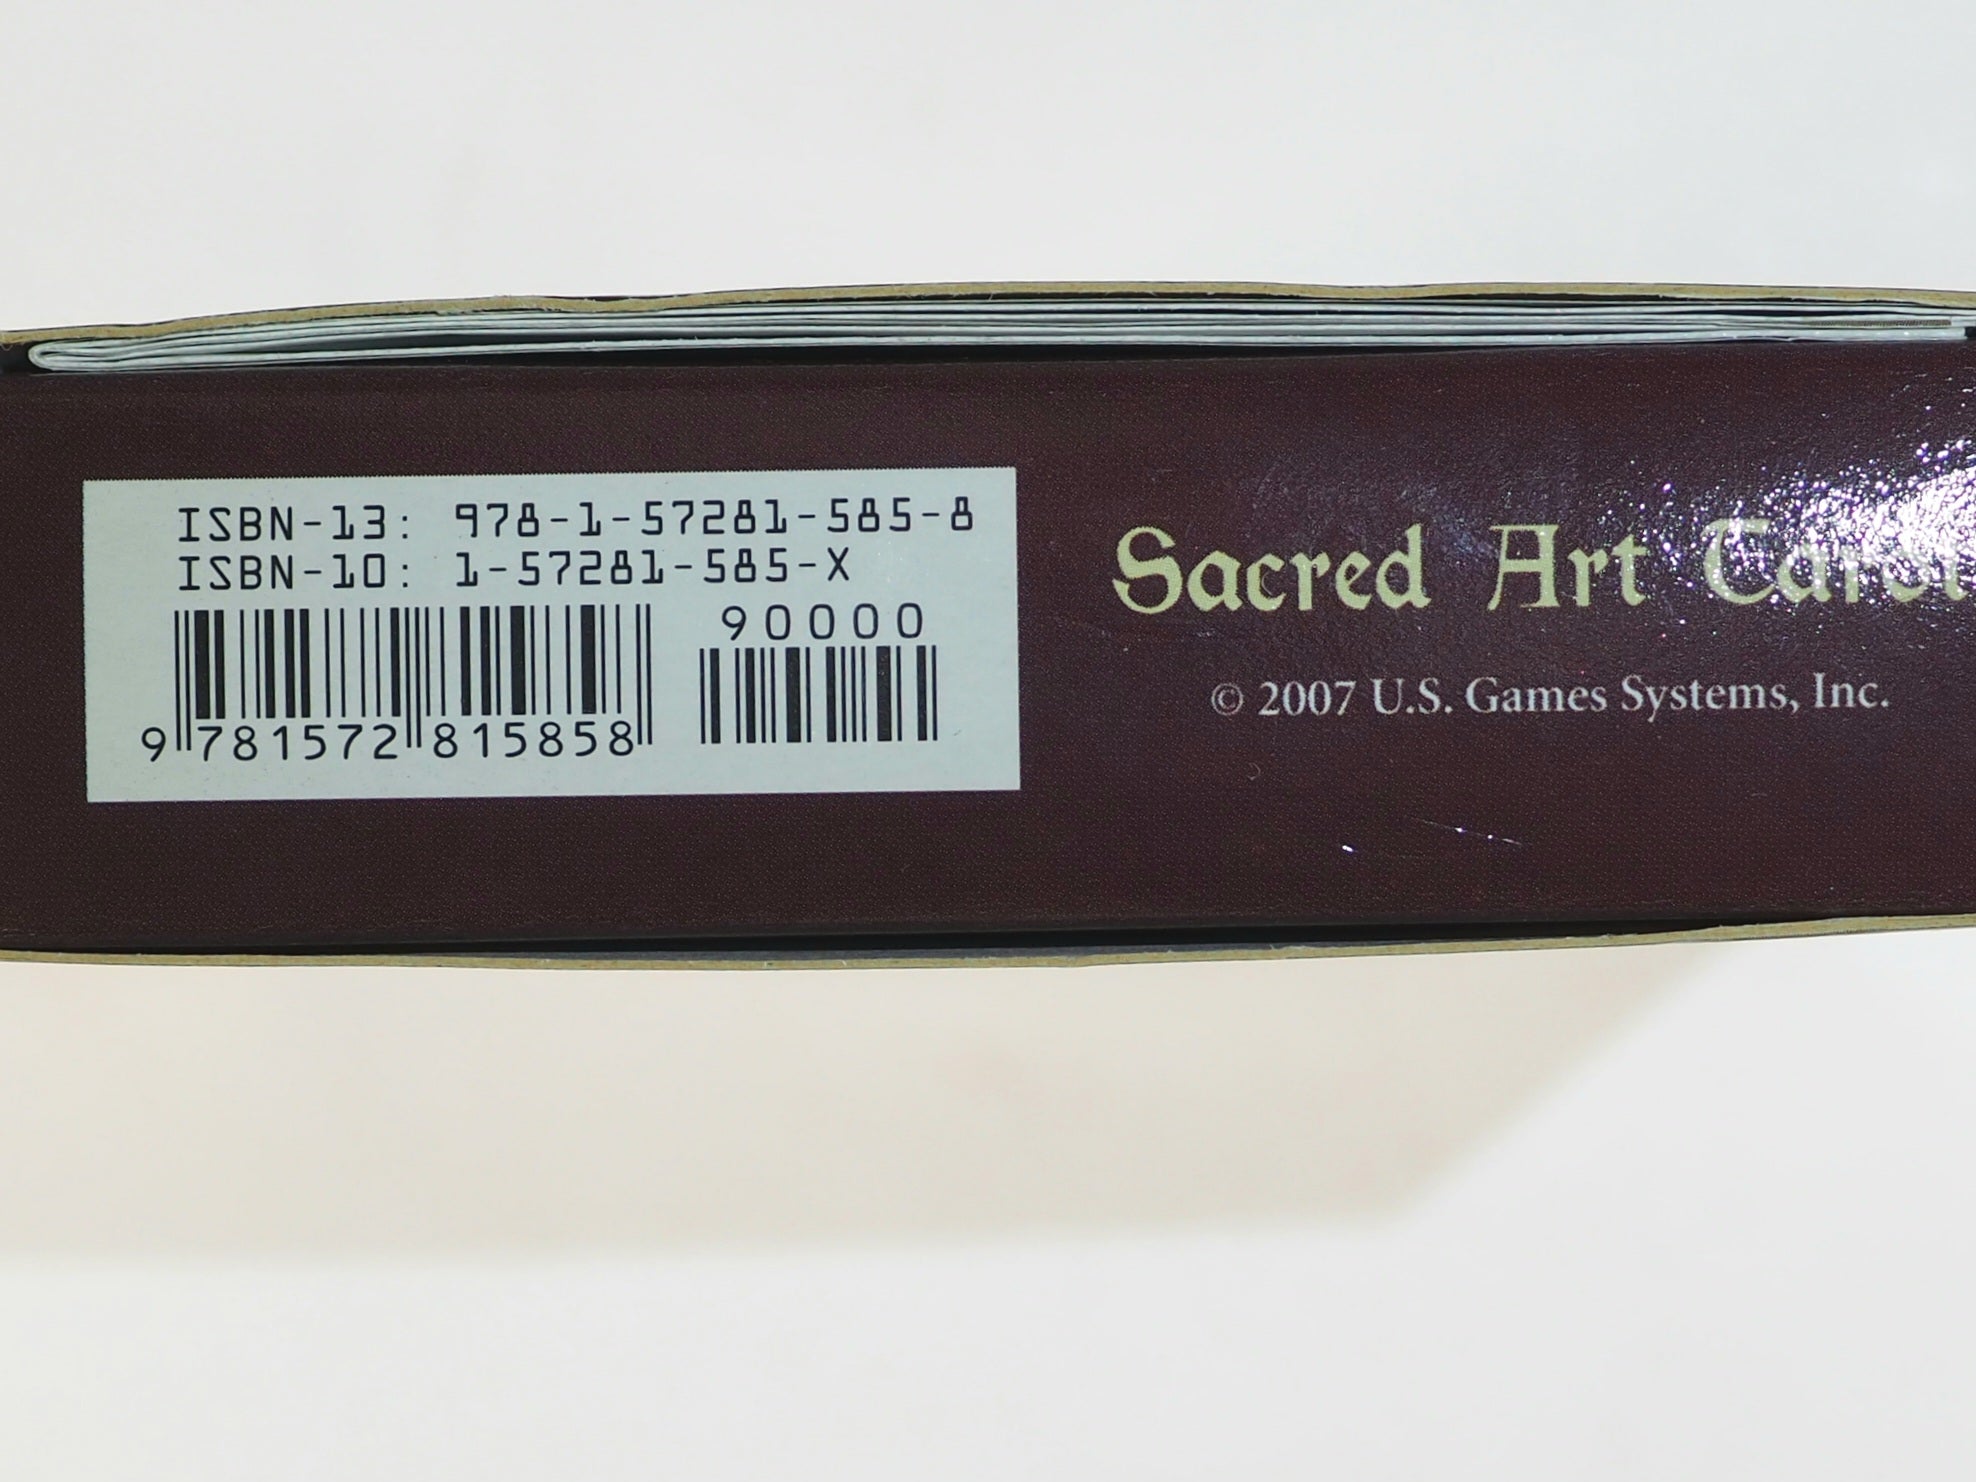 ISBN-13: 978-1-57281-585-8
ISBN-10: 1-57281-585-X
90000
9 781572 815858
Sacred Art Tarot
© 2007 U.S. Games Systems, Inc.